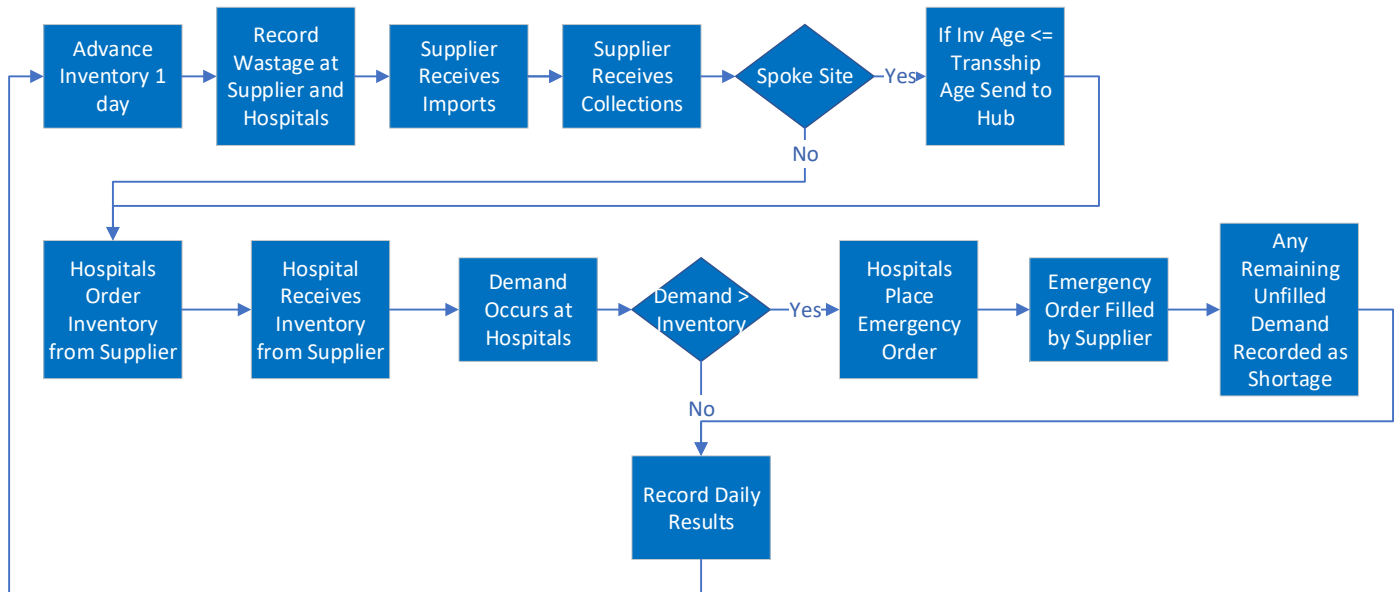 Advance
Inventory 1
day
Record
Wastage at
Supplier and
Hospitals
Supplier
Receives
Imports
Supplier
Receives
Collections
Spoke Site
Yes
If Inv Age <=
Transship
Age Send to
Hub
No
Hospitals
Order
Inventory
from Supplier
Hospital
Receives
Inventory
from Supplier
Demand
Occurs at
Hospitals
Demand >
Inventory
Yes
Hospitals
Place
Emergency
Order
Emergency
Order Filled
by Supplier
Any
Remaining
Unfilled
Demand
Recorded as
Shortage
No
Record Daily
Results